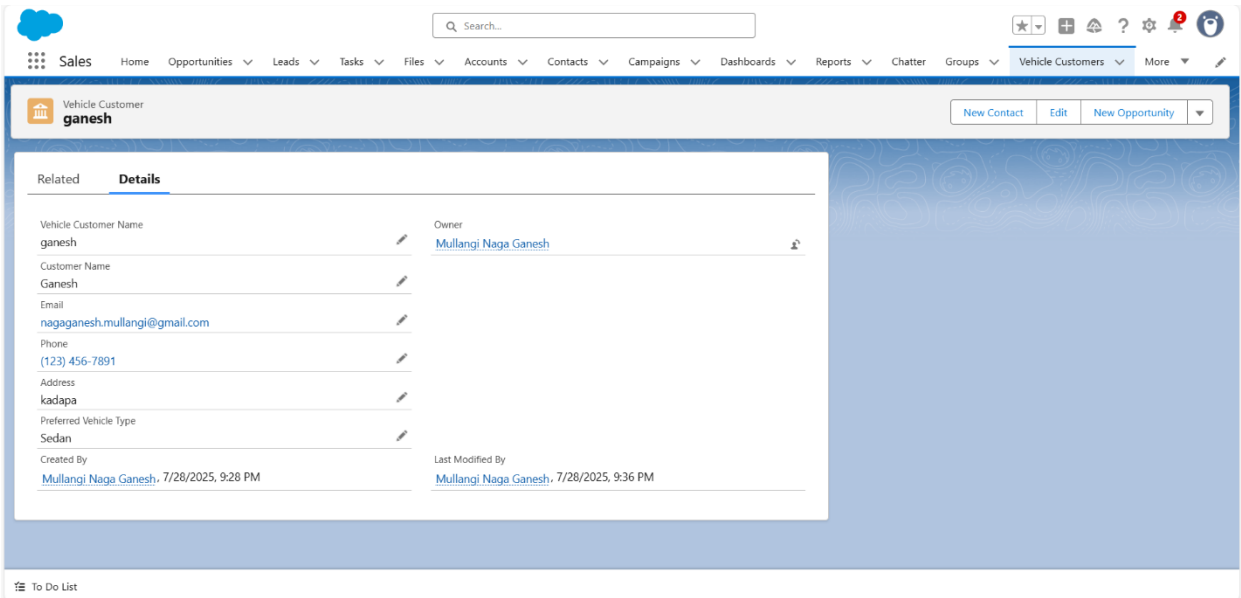 Search...
2
Sales Home Opportunities Leads Tasks Files Accounts Contacts Campaigns Dashboards Reports Chatter Groups Vehicle Customers More
Vehicle Customer
ganesh
New Contact Edit New Opportunity
Related Details
Vehicle Customer Name
ganesh
Owner
Mullangi Naga Ganesh
Customer Name
Ganesh
Email
nagaganesh.mullangi@gmail.com
Phone
(123) 456-7891
Address
kadapa
Preferred Vehicle Type
Sedan
Created By
Mullangi Naga Ganesh, 7/28/2025, 9:28 PM
Last Modified By
Mullangi Naga Ganesh, 7/28/2025, 9:36 PM
To Do List